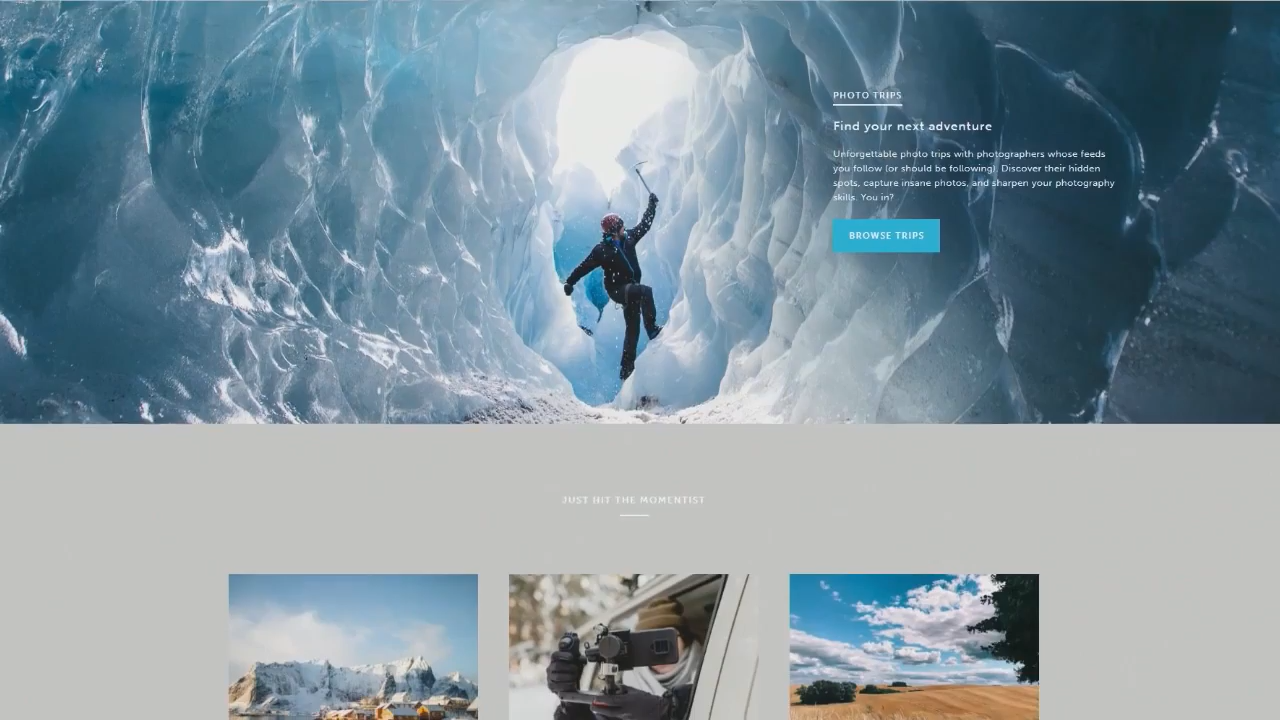 PHOTO TRIPS
Find your next adventure
Unforgettable photo trips with photographers whose feeds
you follow (or should be following). Discover their hidden
spots, capture insane photos, and sharpen your photography
skills. You in?
BROWSE TRIPS
JUST HIT THE MOMENTIST